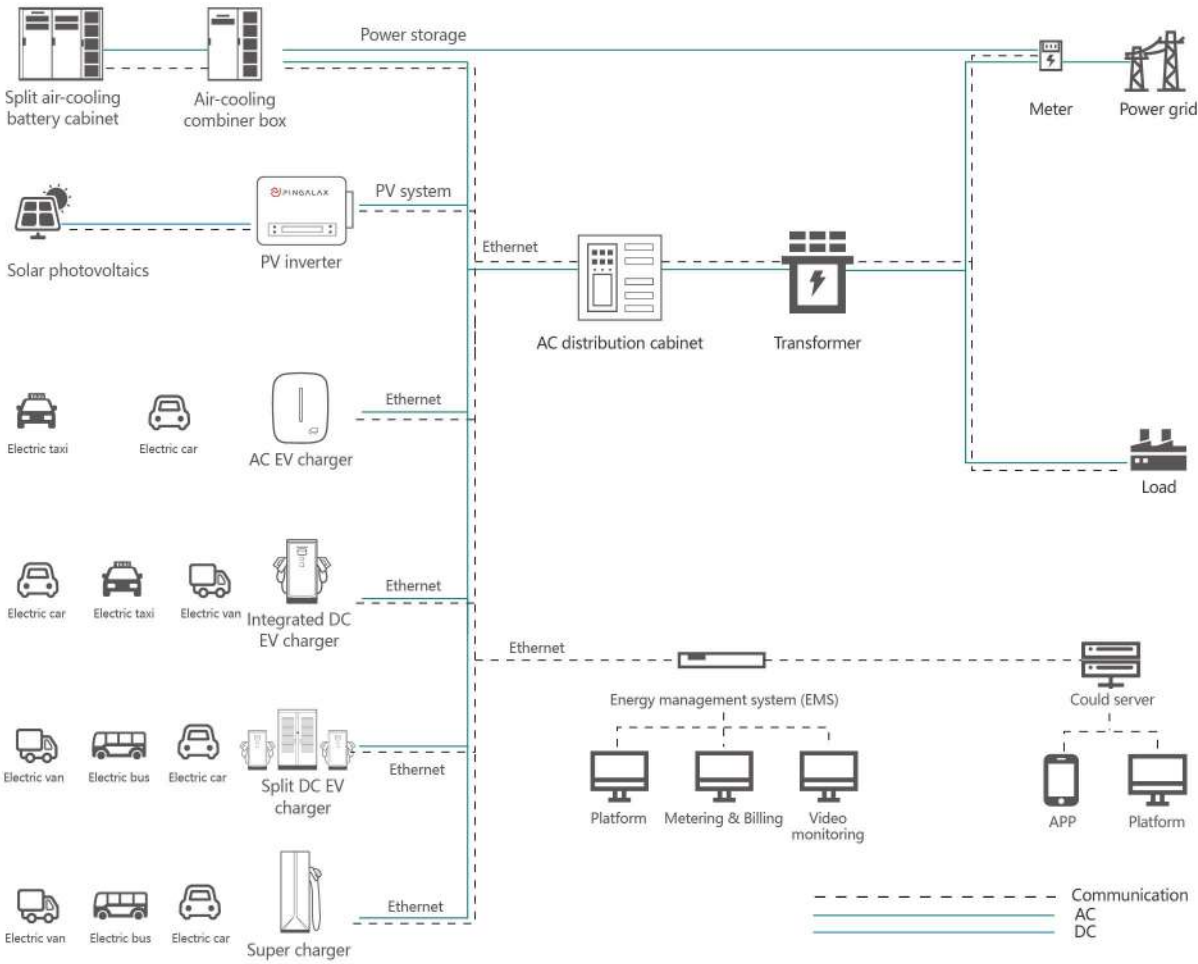 Power storage
Split air-cooling
battery cabinet
Air-cooling
combiner box
Meter
Power grid
PINGALAX
PV system
Solar photovoltaics
PV inverter
Ethernet
AC distribution cabinet
Transformer
Ethernet
Electric taxi
Electric car
AC EV charger
Load
Ethernet
Electric car
Electric taxi
Electric van
Integrated DC
EV charger
Ethernet
Energy management system (EMS)
Could server
Electric van
Electric bus
Electric car
Split DC EV
charger
Ethernet
Platform
Metering & Billing
Video
monitoring
APP
Platform
Ethernet
Electric van
Electric bus
Electric car
Super charger
Communication
AC
DC